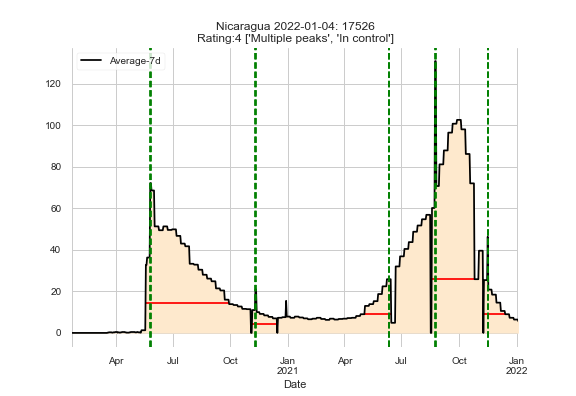 Nicaragua 2022-01-04: 17526
Rating:4 ['Multiple peaks', 'In control']
Average-7d
120
100
80
60
40
20
0
Apr Jul Oct Jan Apr Jul Oct Jan
2021 2022
Date